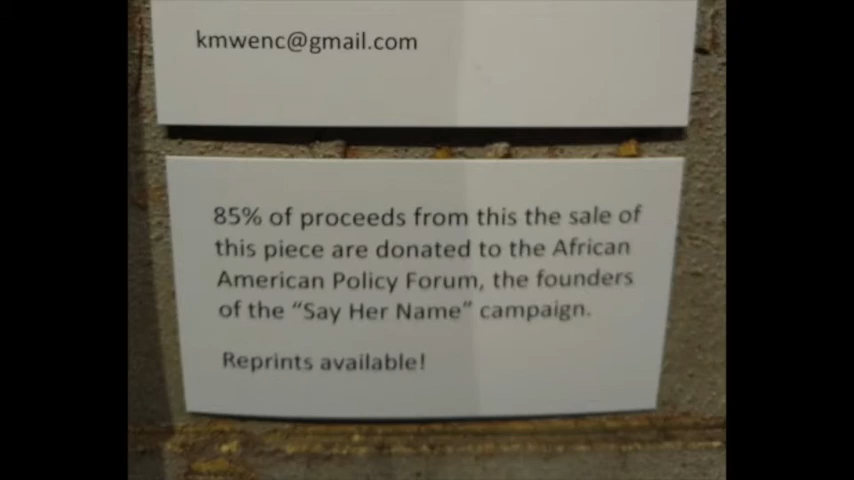 kmwenc@gmail.com
85% of proceeds from this the sale of
this piece are donated to the African
American Policy Forum, the founders
of the “Say Her Name” campaign.
Reprints available!